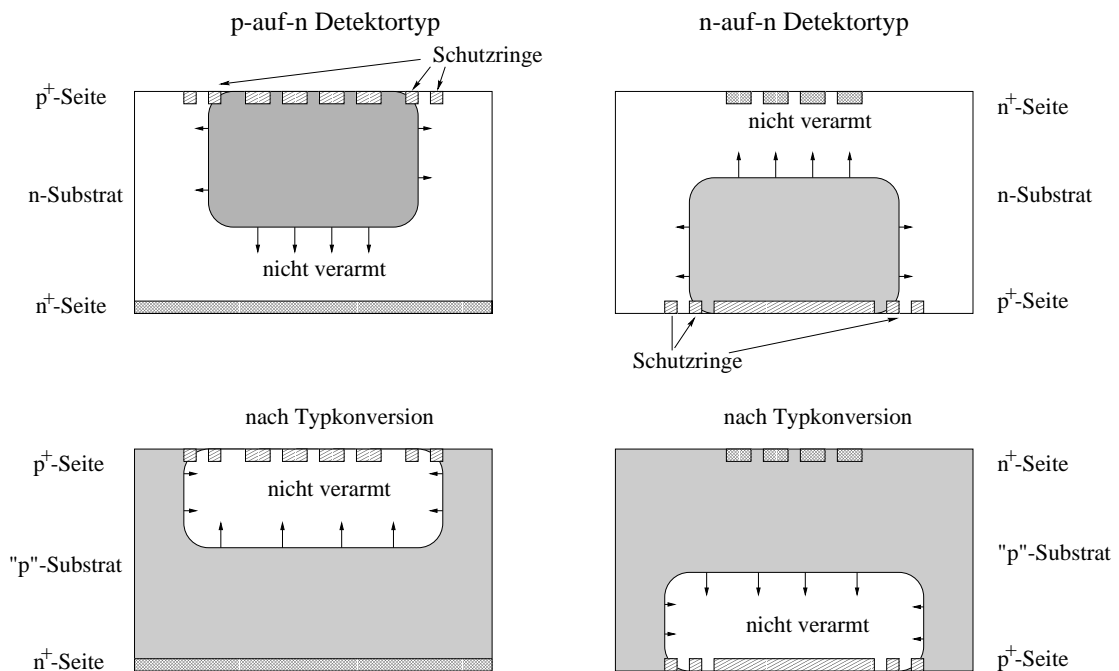 p-auf-n Detektortyp
n-auf-n Detektortyp
Schutzringe
p+-Seite
nicht verarmt
n+-Seite
n-Substrat
n-Substrat
nicht verarmt
n+-Seite
p+-Seite
Schutzringe
nach Typkonversion
nach Typkonversion
p+-Seite
nicht verarmt
n+-Seite
"p"-Substrat
"p"-Substrat
nicht verarmt
n+-Seite
p+-Seite